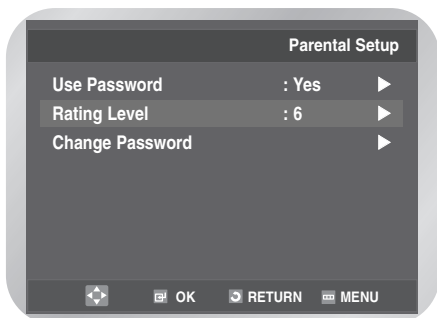 Parental Setup
Use Password : Yes
Rating Level : 6
Change Password
OK RETURN MENU